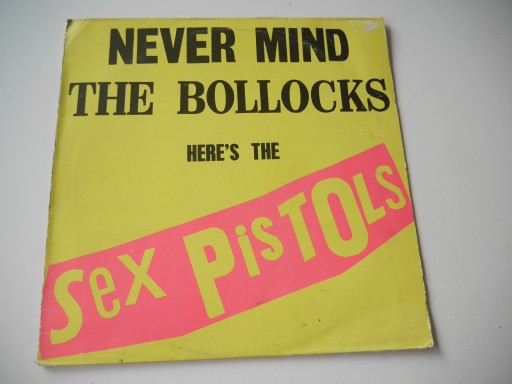 NEVER MIND
THE BOLLOCKS
HERE'S THE
Sex PisTOLs